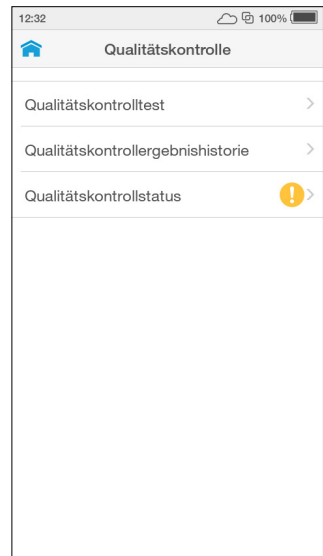 12:32 100%
Qualitätskontrolle
Qualitätskontrolltest
Qualitätskontrollergebnishistorie
Qualitätskontrollstatus